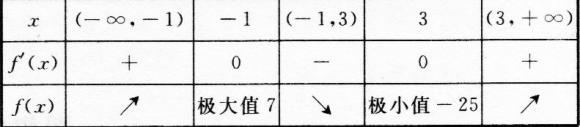 x (-∞,-1) -1 (-1,3) 3 (3,+∞)
f′(x) + 0 - 0 +
f(x) ↗ 极大值 7 ↘ 极小值-25 ↗